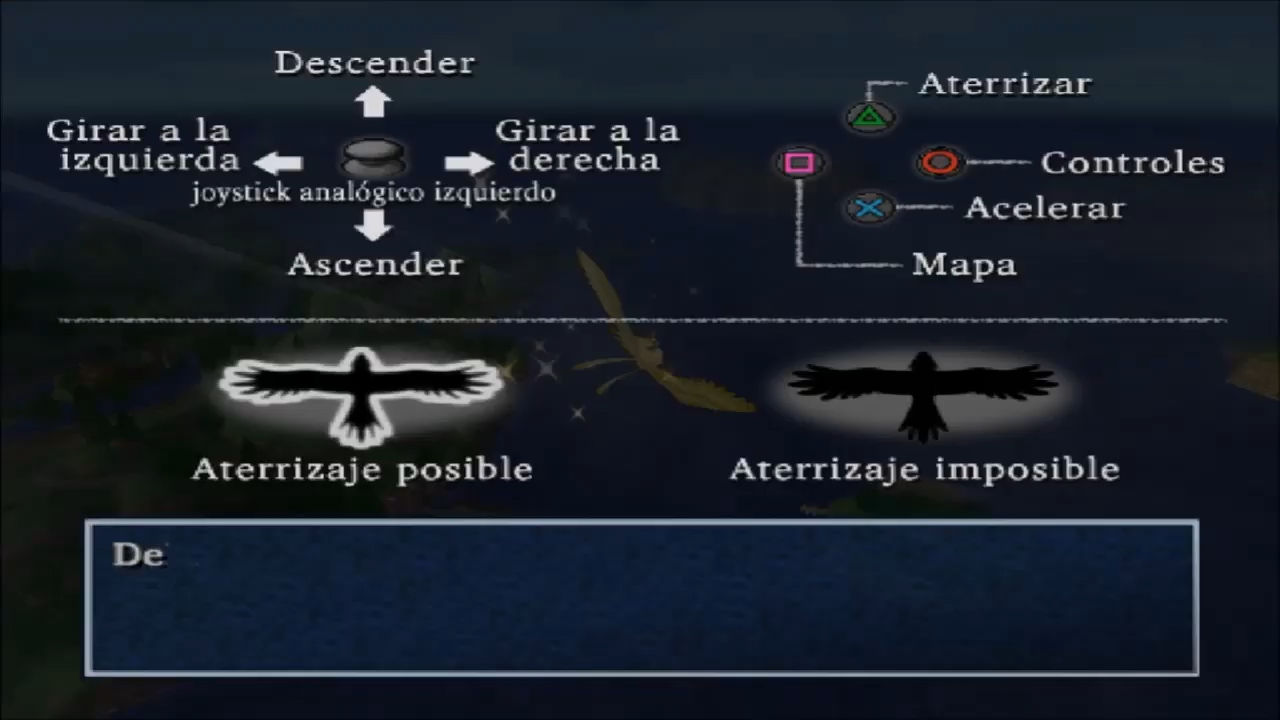 Descender
Girar a la
izquierda
Girar a la
derecha
joystick analógico izquierdo
Ascender
Aterrizar
Controles
Acelerar
Mapa
Aterrizaje posible
Aterrizaje imposible
De